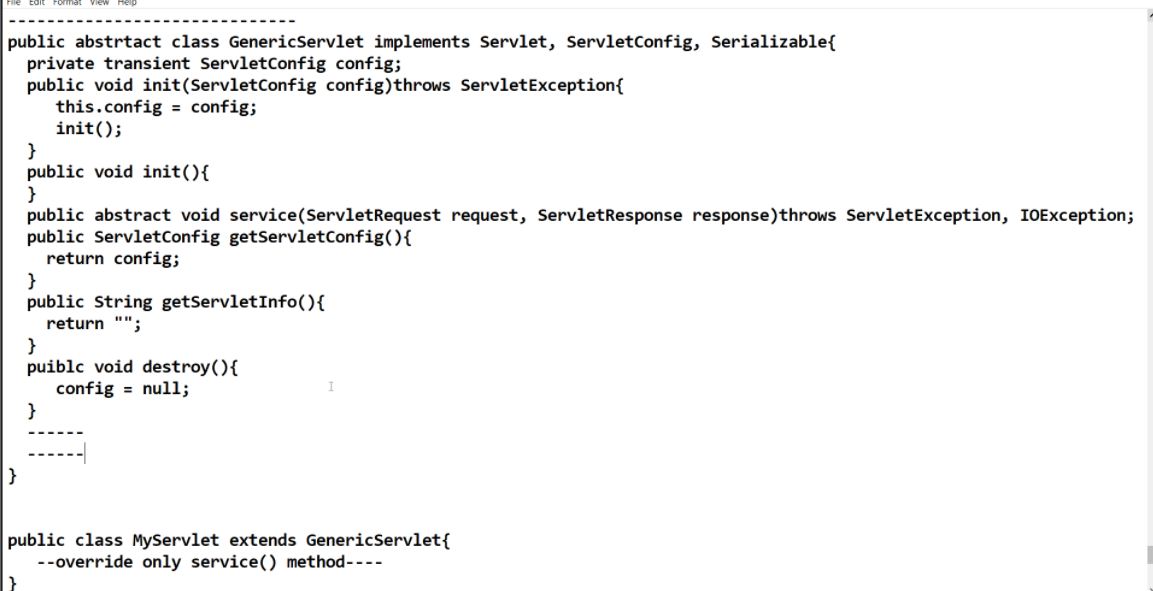 File Edit Format View Help
------------------------------
public abstrtact class GenericServlet implements Servlet, ServletConfig, Serializable{
  private transient ServletConfig config;
  public void init(ServletConfig config)throws ServletException{
     this.config = config;
     init();
  }
  public void init(){
  }
  public abstract void service(ServletRequest request, ServletResponse response)throws ServletException, IOException;
  public ServletConfig getServletConfig(){
    return config;
  }
  public String getServletInfo(){
    return "";
  }
  puiblc void destroy(){
     config = null;
  }
  ------
  ------
}
public class MyServlet extends GenericServlet{
   --override only service() method----
}